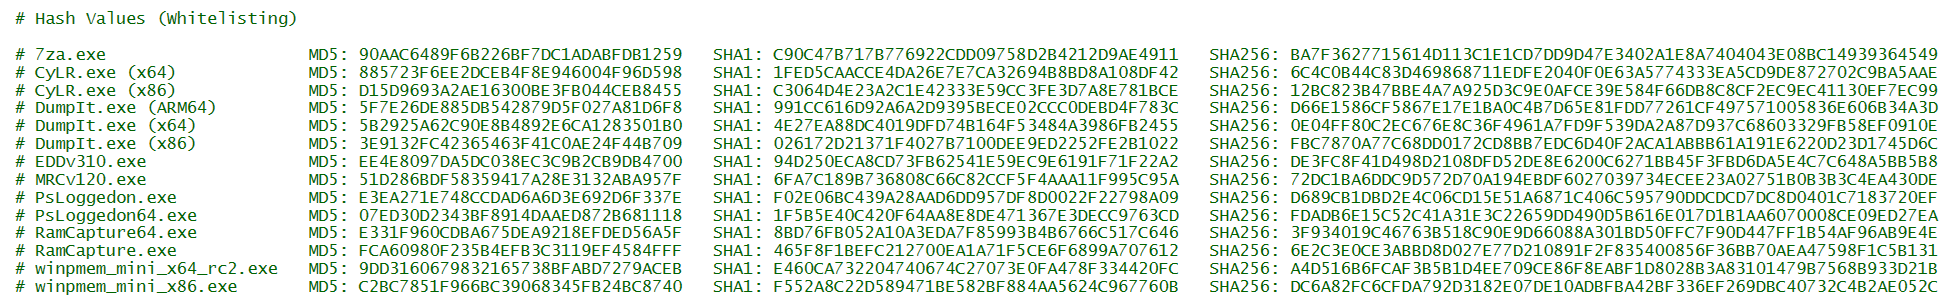 # Hash Values (Whitelisting)
# 7za.exe MD5: 90AAC6489F6B226BF7DC1ADABFDB1259 SHA1: C90C47B717B776922CDD09758D2B4212D9AE4911 SHA256: BA7F3627715614D113C1E1CD7DD9D47E3402A1E8A7404043E08BC14939364549
# CyLR.exe (x64) MD5: 885723F6EE2DCEB4F8E946004F96D598 SHA1: 1FED5CAACCE4DA26E7E7CA32694B8BD8A108DF42 SHA256: 6C4C0B44C83D469868711EDFE2040F0E63A5774333EA5CD9DE872702C9BA5AAE
# CyLR.exe (x86) MD5: D15D9693A2AE16300BE3FB044CEB8455 SHA1: C3064D4E23A2C1E42333E59CC3FE3D7A8E781BCE SHA256: 12BC823B47BBE4A7A925D3C9E0AFCE39E584F66DB8C8CF2EC9EC41130EF7EC99
# DumpIt.exe (ARM64) MD5: 5F7E26DE885DB542879D5F027A81D6F8 SHA1: 991CC616D92A6A2D9395BECE02CCC0DEBD4F783C SHA256: D66E1586CF5867E17E1BA0C4B7D65E81FDD77261CF497571005836E606B34A3D
# DumpIt.exe (x64) MD5: 5B2925A62C90E8B4892E6CA1283501B0 SHA1: 4E27EA88DC4019DFD74B164F53484A3986FB2455 SHA256: 0E04FF80C2EC676E8C36F4961A7FD9F539DA2A87D937C68603329FB58EF0910E
# DumpIt.exe (x86) MD5: 3E9132FC42365463F41C0AE24F44B709 SHA1: 026172D21371F4027B7100DEE9ED2252FE2B1022 SHA256: FBC7870A77C68DD0172CD8BB7EDC6D40F2ACA1ABBB61A191E6220D23D1745D6C
# EDDv310.exe MD5: EE4E8097DA5DC038EC3C9B2CB9DB4700 SHA1: 94D250ECA8CD73FB62541E59EC9E6191F71F22A2 SHA256: DE3FC8F41D498D2108DFD52DE8E6200C6271BB45F3FBD6DA5E4C7C648A5BB5B8
# MRCv120.exe MD5: 51D286BDF58359417A28E3132ABA957F SHA1: 6FA7C189B736808C66C82CCF5F4AAA11F995C95A SHA256: 72DC1BA6DDC9D572D70A194EBDF6027039734ECEE23A02751B0B3B3C4EA430DE
# PsLoggedon.exe MD5: E3EA271E748CCDAD6A6D3E692D6F337E SHA1: F02E06BC439A28AAD6DD957DF8D0022F22798A09 SHA256: D689CB1DBD2E4C06CD15E51A6871C406C595790DDCDCD7DC8D0401C7183720EF
# PsLoggedon64.exe MD5: 07ED30D2343BF8914DAAED872B681118 SHA1: 1F5B5E40C420F64AA8E8DE471367E3DECC9763CD SHA256: FDADB6E15C52C41A31E3C22659DD490D5B616E017D1B1AA6070008CE09ED27EA
# RamCapture64.exe MD5: E331F960CDBA675DEA9218EFDED56A5F SHA1: 8BD76FB052A10A3EDA7F85993B4B6766C517C646 SHA256: 3F934019C46763B518C90E9D66088A301BD50FFC7F90D447FF1B54AF96AB9E4E
# RamCapture.exe MD5: FCA60980F235B4EFB3C3119EF4584FFF SHA1: 465F8F1BEFC212700EA1A71F5CE6F6899A707612 SHA256: 6E2C3E0CE3ABBD8D027E77D210891F2F835400856F36BB70AEA47598F1C5B131
# winpmem_mini_x64_rc2.exe MD5: 9DD3160679832165738BFABD7279ACEB SHA1: E460CA732204740674C27073E0FA478F334420FC SHA256: A4D516B6FCAF3B5B1D4EE709CE86F8EABF1D8028B3A83101479B7568B933D21B
# winpmem_mini_x86.exe MD5: C2BC7851F966BC39068345FB24BC8740 SHA1: F552A8C22D589471BE582BF884AA5624C967760B SHA256: DC6A82FC6CFDA792D3182E07DE10ADBFBA42BF336EF269DBC40732C4B2AE052C